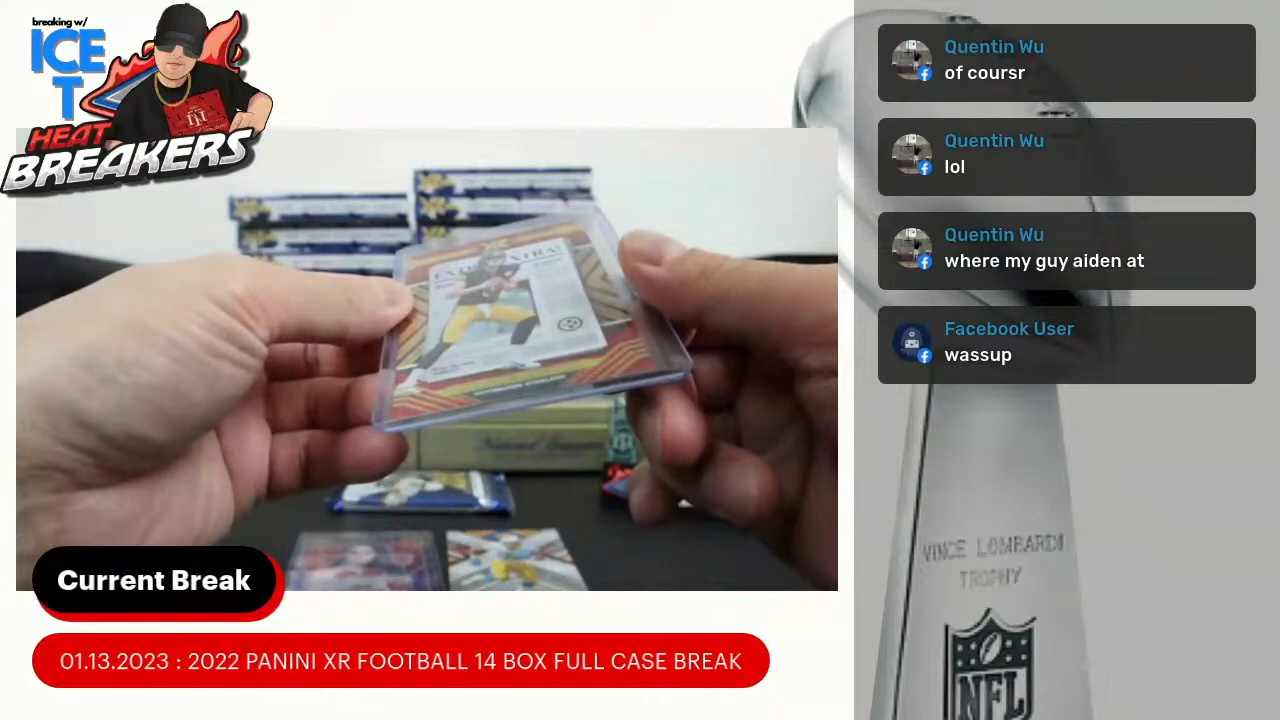 breaking w/
ICE
T
HEAT
BREAKERS
Quentin Wu
of coursr
Quentin Wu
lol
Quentin Wu
where my guy aiden at
Facebook User
wassup
VINCE LOMBARDI
TROPHY
NFL
Current Break
01.13.2023 : 2022 PANINI XR FOOTBALL 14 BOX FULL CASE BREAK